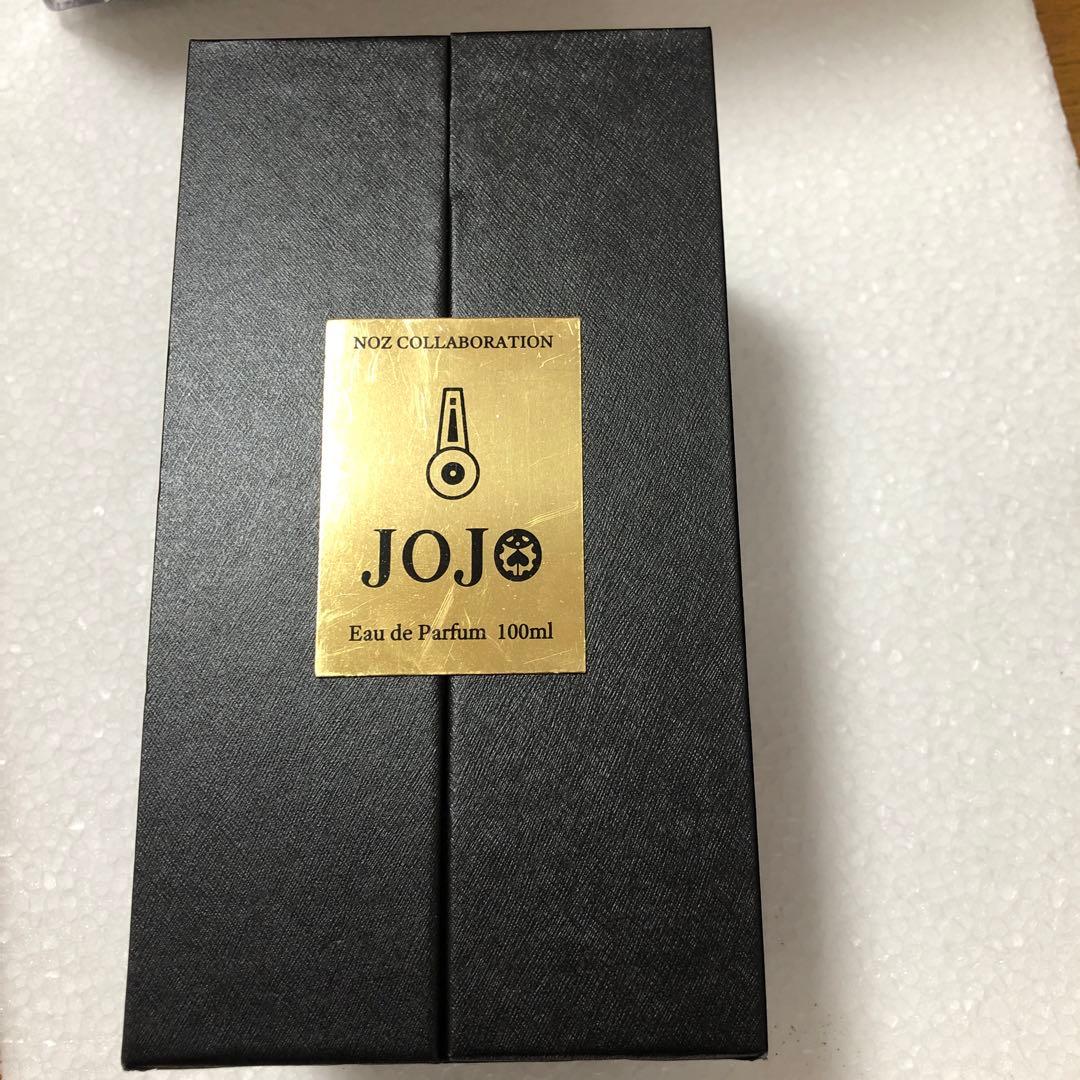 NOZ COLLABORATION
JOJO
Eau de Parfum 100ml